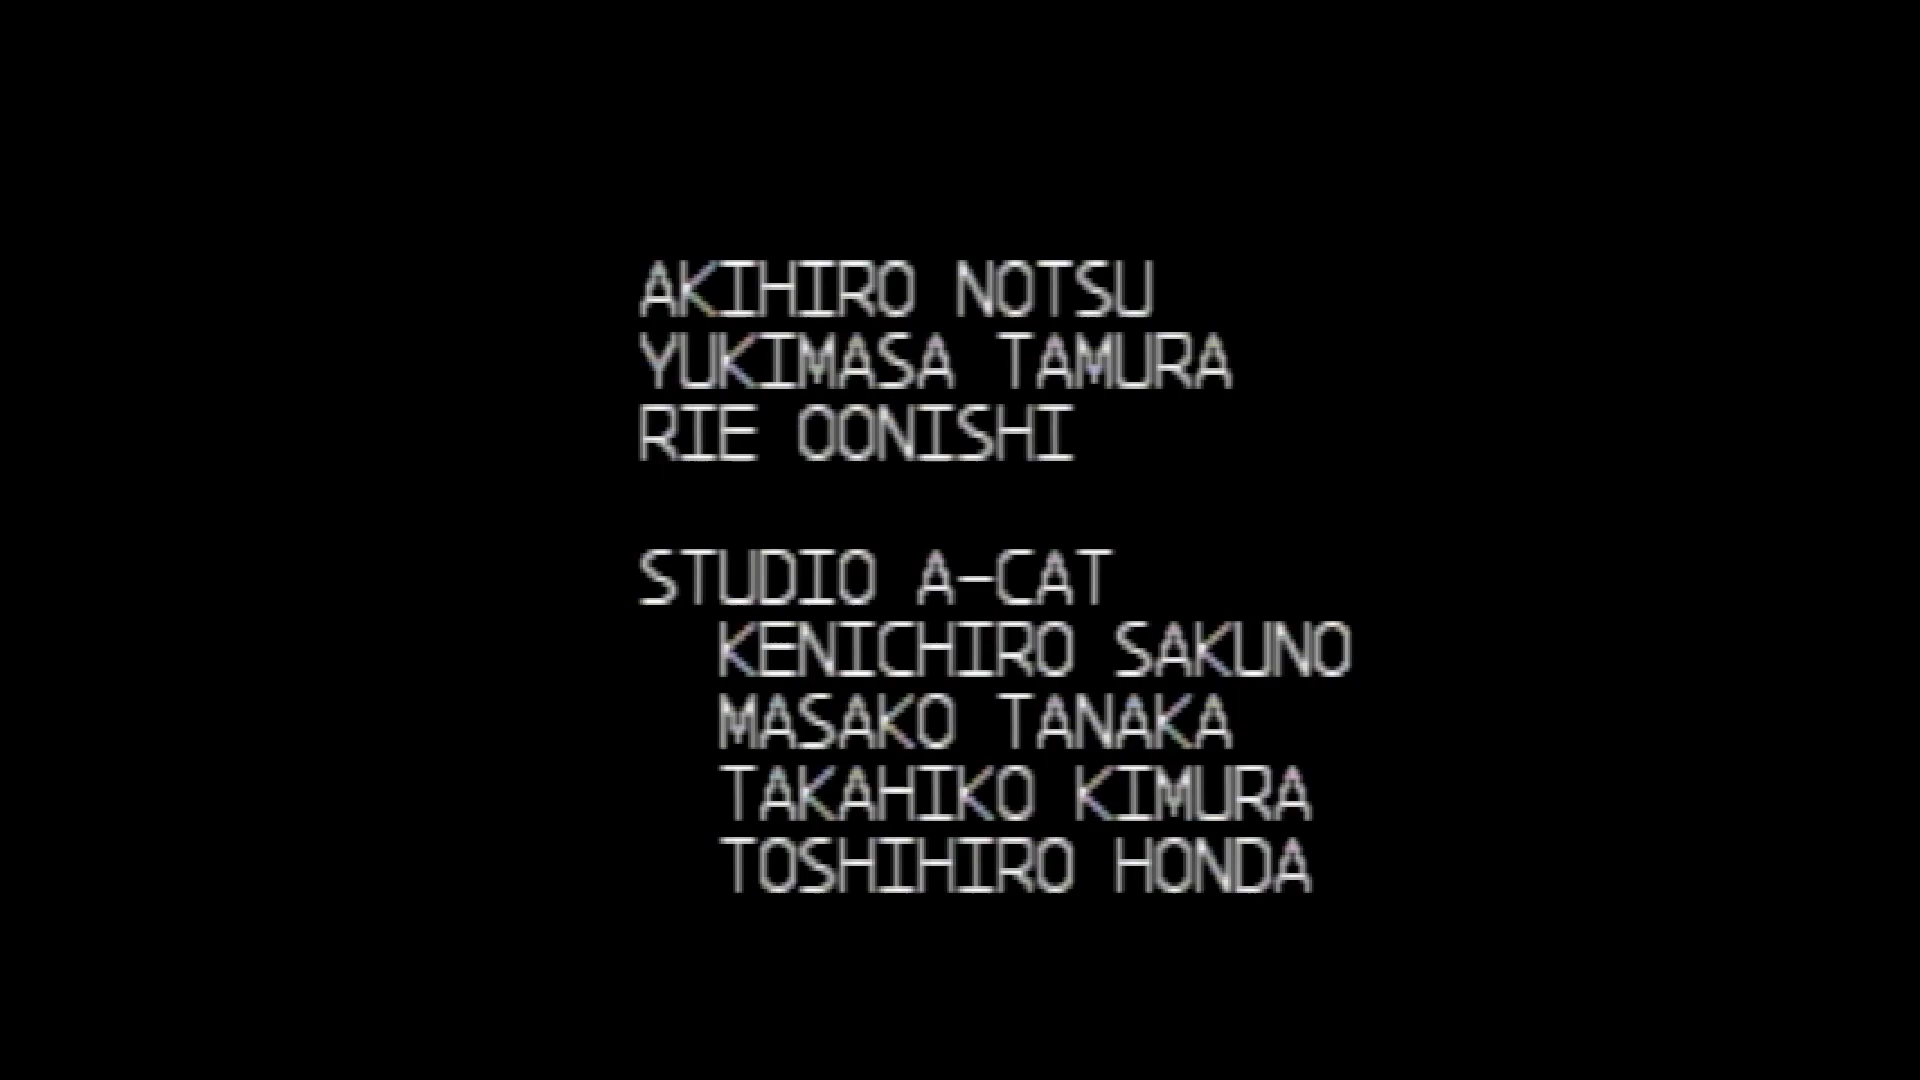 AKIHIRO NOTSU
YUKIMASA TAMURA
RIE OONISHI
STUDIO A-CAT
KENICHIRO SAKUNO
MASAKO TANAKA
TAKAHIKO KIMURA
TOSHIHIRO HONDA